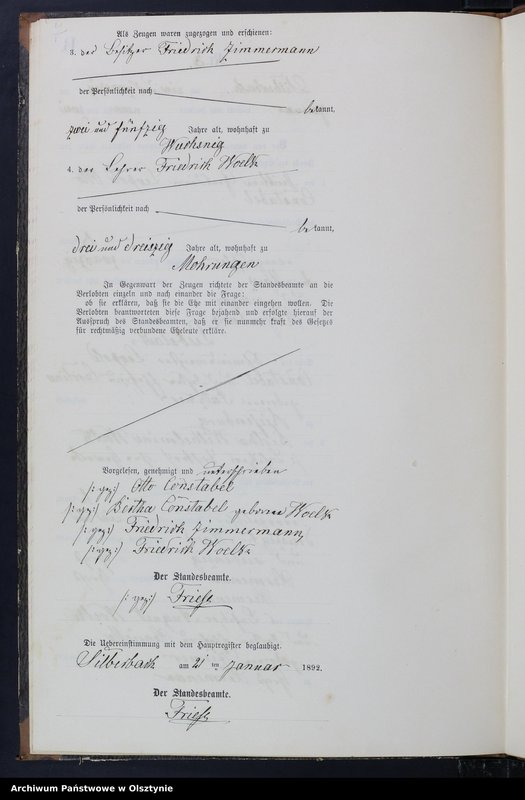 Als Zeugen waren zugezogen und erschienen:
3. der Besitzer Friedrich Zimmermann
der Persönlichkeit nach
bekannt,
zwei und fünfzig Jahre alt, wohnhaft zu
Wuchsnig
4. der Lehrer Friedrich Woelk
der Persönlichkeit nach
bekannt,
drei und dreiszig Jahre alt, wohnhaft zu
Mohrungen
In Gegenwart der Zeugen richtete der Standesbeamte an die
Verlobten einzeln und nach einander die Frage:
ob sie erklären, daß sie die Ehe mit einander eingehen wollen. Die
Verlobten beantworteten diese Frage bejahend und erfolgte hierauf der
Ausspruch des Standesbeamten, daß er sie nunmehr kraft des Gesetzes
für rechtmäßig verbundene Eheleute erkläre.
Vorgelesen, genehmigt und unterschrieben
/: gez :/ Otto Constabel
/: gez :/ Bertha Constabel geborene Woelk
/: gez :/ Friedrich Zimmermann
/: gez :/ Friedrich Woelk
Der Standesbeamte.
/: gez :/ Friese
Die Uebereinstimmung mit dem Hauptregister beglaubigt.
Silberbach am 21 ten Januar 1892.
Der Standesbeamte.
Friese
Archiwum Państwowe w Olsztynie